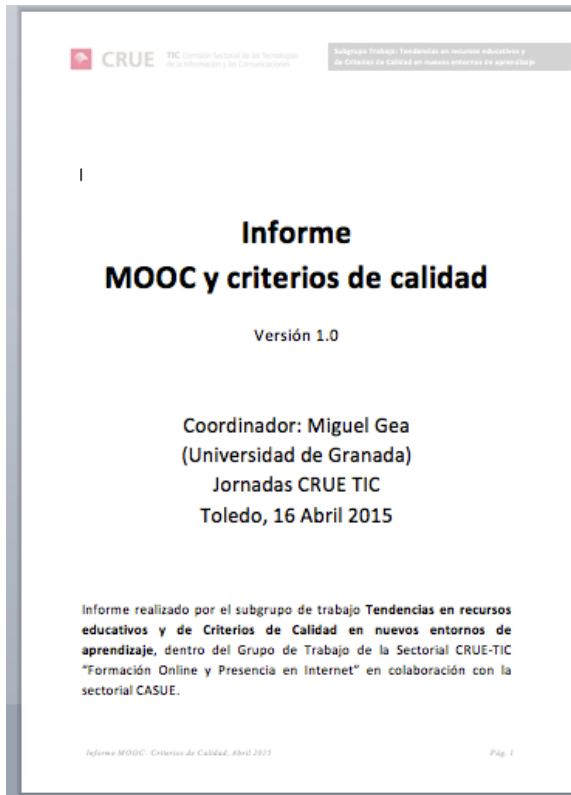 CRUE TIC Comisión Sectorial de las Tecnologías
de la Información y las Comunicaciones
Subgrupo Trabajo: Tendencias en recursos educativos y
de Criterios de Calidad en nuevos entornos de aprendizaje
Informe
MOOC y criterios de calidad
Versión 1.0
Coordinador: Miguel Gea
(Universidad de Granada)
Jornadas CRUE TIC
Toledo, 16 Abril 2015
Informe realizado por el subgrupo de trabajo Tendencias en recursos
educativos y de Criterios de Calidad en nuevos entornos de
aprendizaje, dentro del Grupo de Trabajo de la Sectorial CRUE-TIC
“Formación Online y Presencia en Internet” en colaboración con la
sectorial CASUE.
Informe MOOC- Criterios de Calidad, Abril 2015
Pág. 1